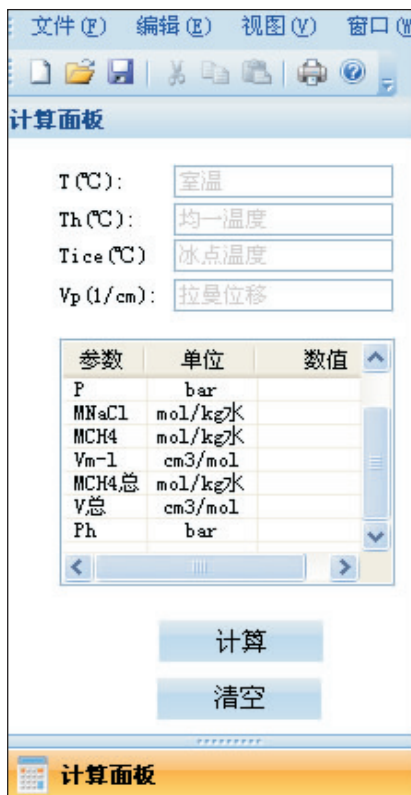 文件(F) 编辑(E) 视图(V) 窗口(W
计算面板
T(℃): 室温
Th(℃): 均一温度
Tice(℃) 冰点温度
Vp(1/cm): 拉曼位移
参数 单位 数值
P bar
MNaCl mol/kg水
MCH4 mol/kg水
Vm-l cm3/mol
MCH4总 mol/kg水
V总 cm3/mol
Ph bar
计算
清空
计算面板